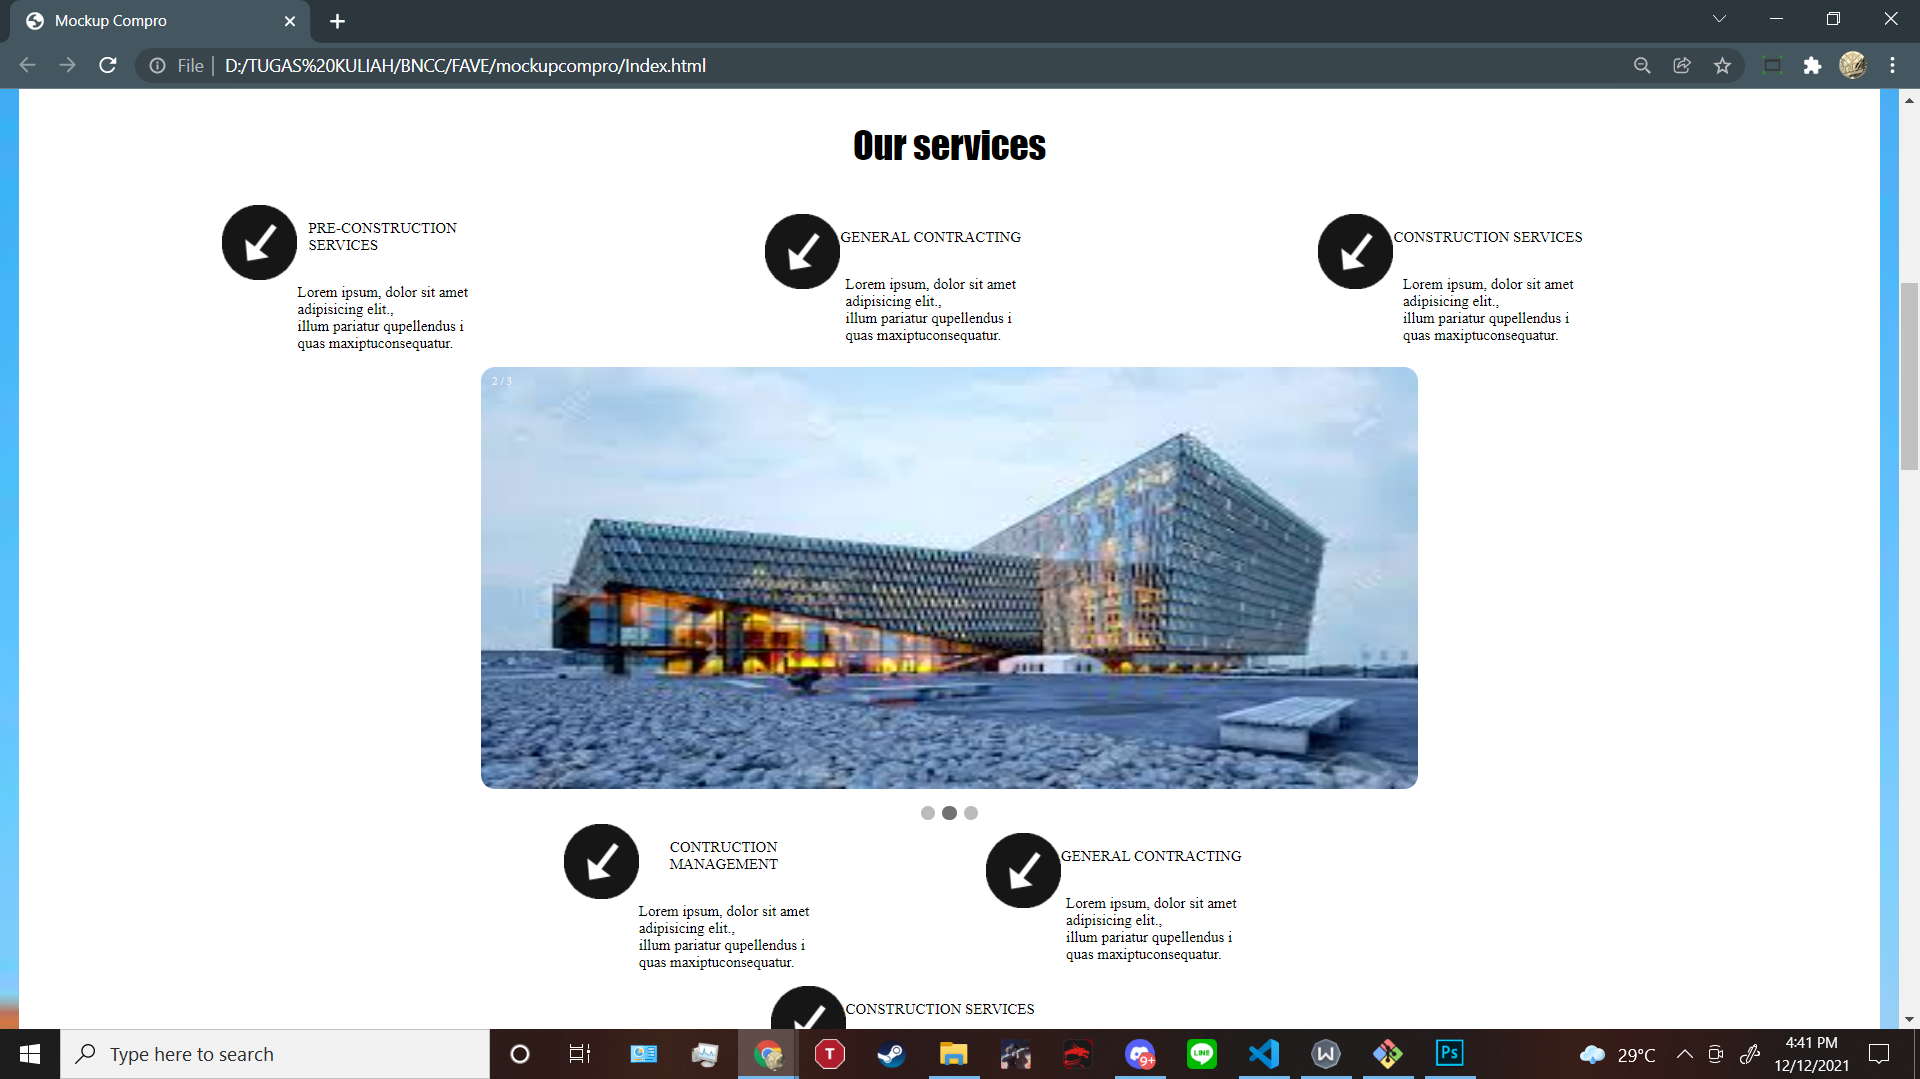 Mockup Compro
File | D:/TUGAS%20KULIAH/BNCC/FAVE/mockupcompro/Index.html
Our services
PRE-CONSTRUCTION
SERVICES
Lorem ipsum, dolor sit amet
adipisicing elit.,
illum pariatur qupellendus i
quas maxiptuconsequatur.
GENERAL CONTRACTING
Lorem ipsum, dolor sit amet
adipisicing elit.,
illum pariatur qupellendus i
quas maxiptuconsequatur.
CONSTRUCTION SERVICES
Lorem ipsum, dolor sit amet
adipisicing elit.,
illum pariatur qupellendus i
quas maxiptuconsequatur.
2 / 3
CONTRUCTION
MANAGEMENT
Lorem ipsum, dolor sit amet
adipisicing elit.,
illum pariatur qupellendus i
quas maxiptuconsequatur.
GENERAL CONTRACTING
Lorem ipsum, dolor sit amet
adipisicing elit.,
illum pariatur qupellendus i
quas maxiptuconsequatur.
CONSTRUCTION SERVICES
Type here to search
T
9+
LINE
W
Ps
29°C
4:41 PM
12/12/2021